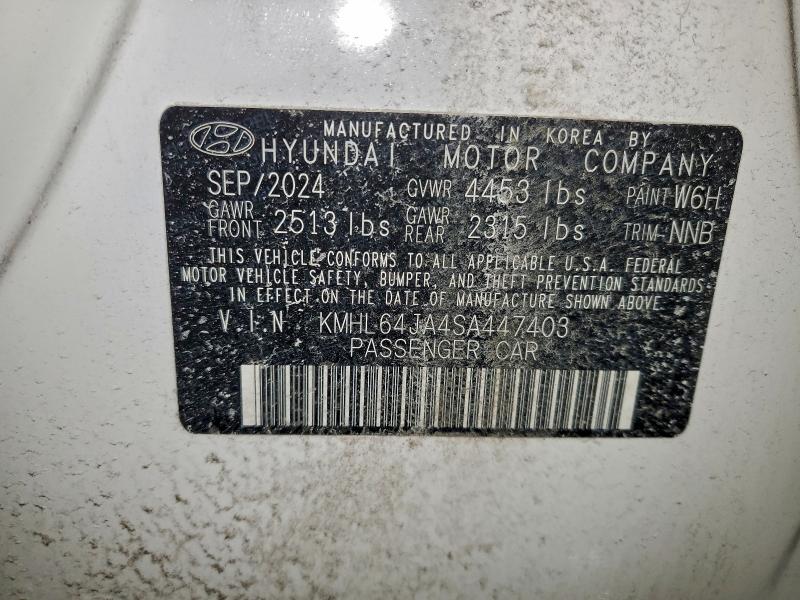 MANUFACTURED IN KOREA BY
HYUNDAI MOTOR COMPANY
SEP/2024 GVWR 4453 lbs PAINT W6H
GAWR FRONT 2513 lbs GAWR REAR 2315 lbs TRIM NNB
THIS VEHICLE CONFORMS TO ALL APPLICABLE U.S.A. FEDERAL
MOTOR VEHICLE SAFETY, BUMPER, AND THEFT PREVENTION STANDARDS
IN EFFECT ON THE DATE OF MANUFACTURE SHOWN ABOVE.
VIN KMHL64JA4SA447403
PASSENGER CAR